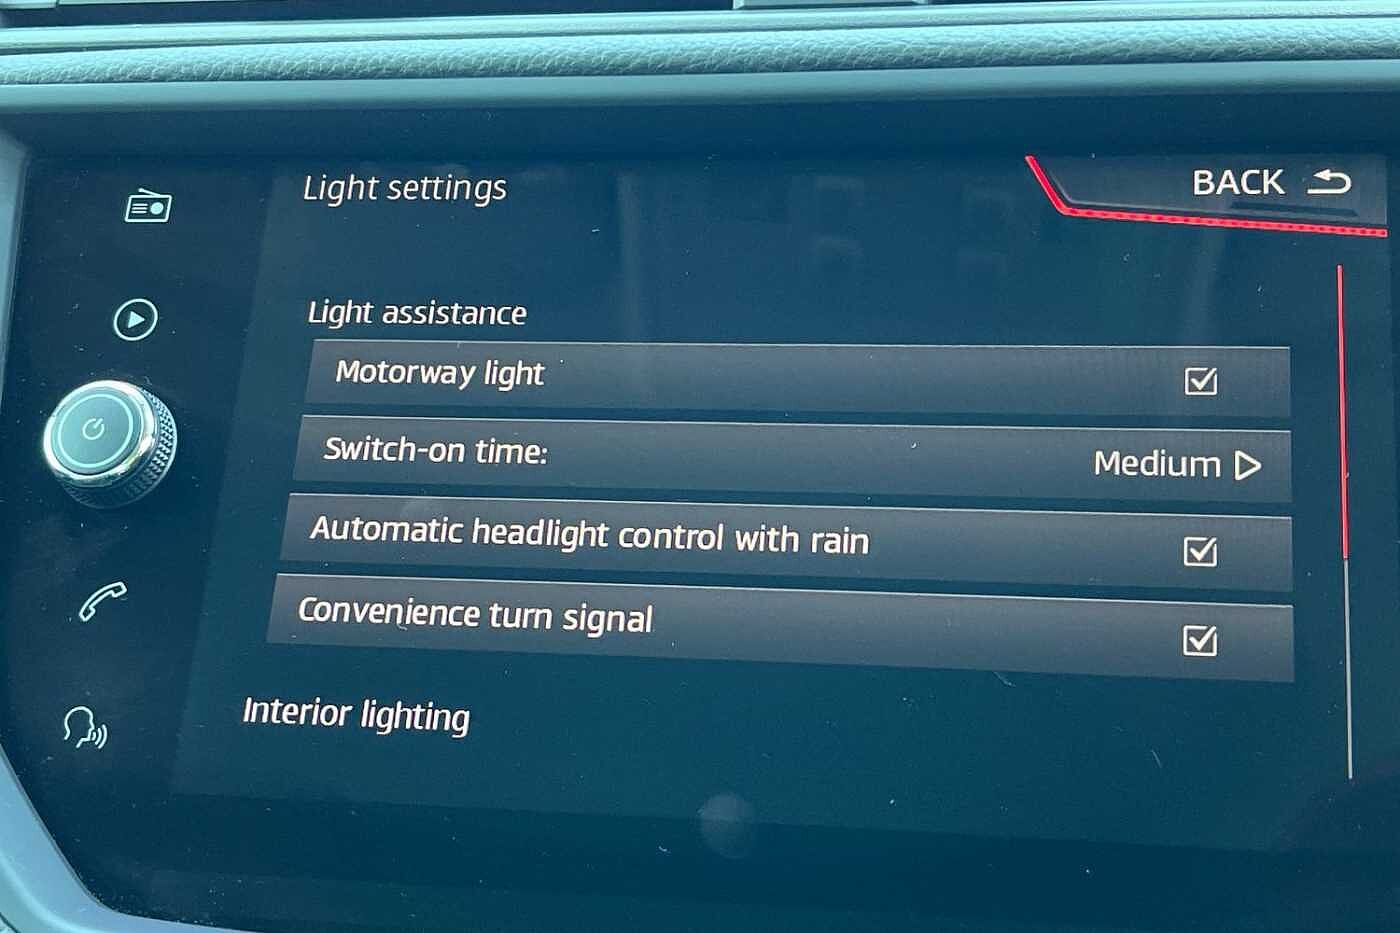 Light settings
BACK
Light assistance
Motorway light
Switch-on time: Medium
Automatic headlight control with rain
Convenience turn signal
Interior lighting